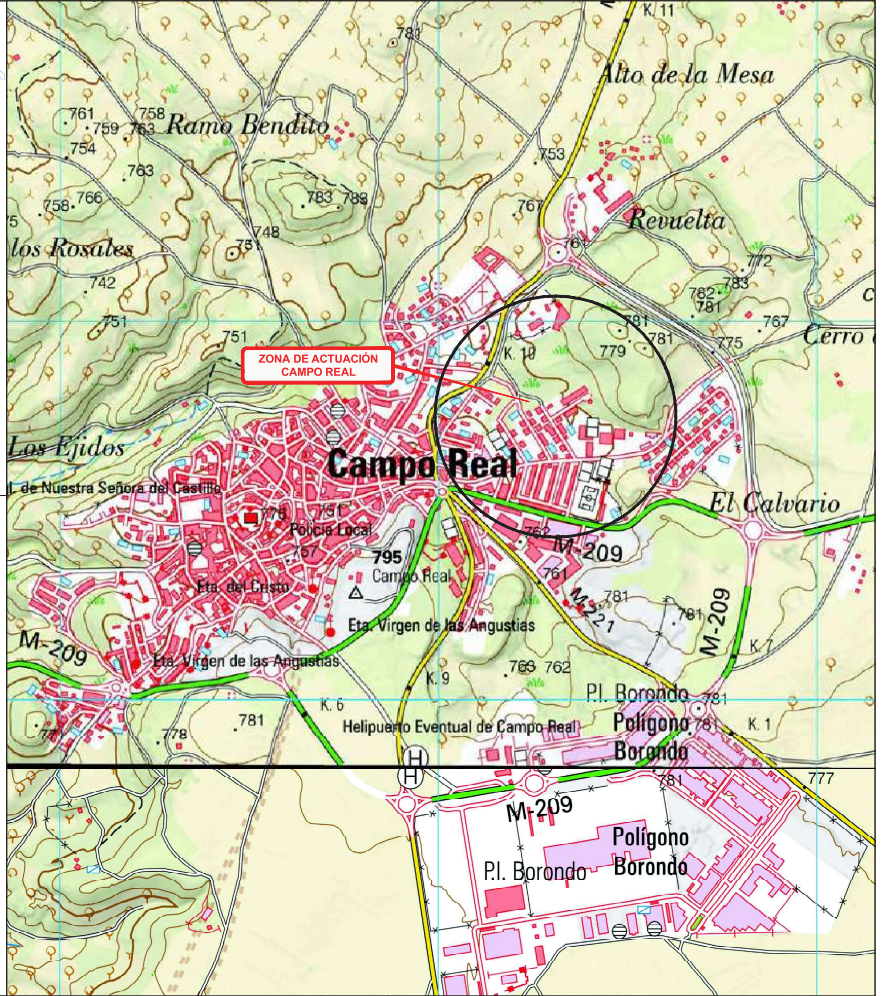 K. 11
781
Alto de la Mesa
761
758
759
763
Ramo Bendito
754
753
763
758
766
783
788
767
Revuelta
748
751
761
los Rosales
772
742
783
762
781
751
781
767
751
K. 10
779
781
775
Cerro
ZONA DE ACTUACIÓN
CAMPO REAL
Los Ejidos
Campo Real
l. de Nuestra Señora del Castillo
El Calvario
776
751
Policía Local
762
M-209
757
795
Campo Real
761
Eta. del Cristo
781
M-221
781
Eta. Virgen de las Angustias
M-209
M-209
Eta. Virgen de las Angustias
K. 7
763
762
K. 9
P.I. Borondo
781
K. 6
Helipuerto Eventual de Campo Real
Polígono
Borondo
781
K. 1
771
778
781
H
H
781
777
M-209
Polígono
Borondo
P.I. Borondo